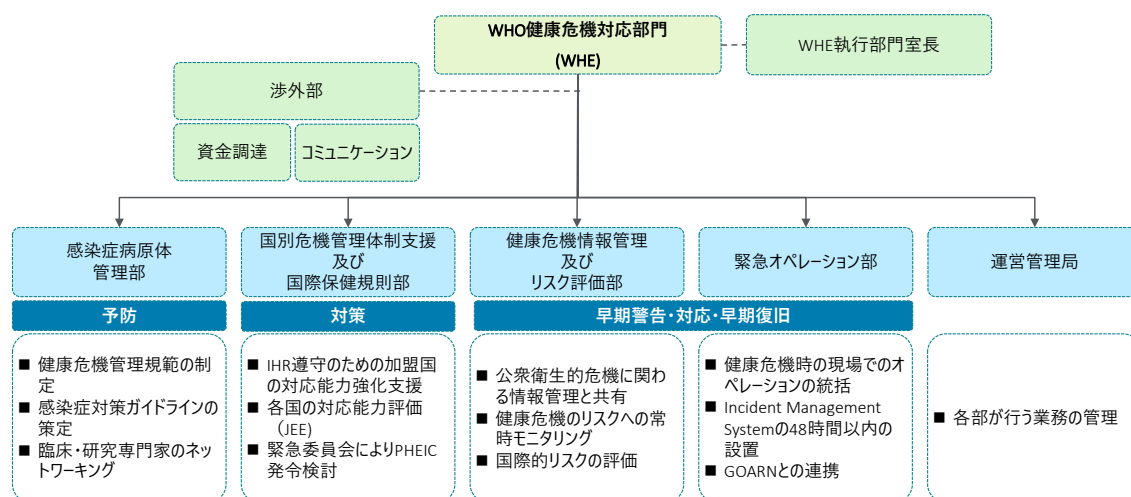 WHO健康危機対応部門
(WHE)
WHE執行部門室長
渉外部
資金調達
コミュニケーション
感染症病原体
管理部
国別危機管理体制支援
及び
国際保健規則部
健康危機情報管理
及び
リスク評価部
緊急オペレーション部
運営管理局
予防
対策
早期警告・対応・早期復旧
■ 健康危機管理規範の制
定
■ 感染症対策ガイドラインの
策定
■ 臨床・研究専門家のネッ
トワーキング
■ IHR遵守のための加盟国
の対応能力強化支援
■ 各国の対応能力評価
（JEE)
■ 緊急委員会によりPHEIC
発令検討
■ 公衆衛生的危機に関わ
る情報管理と共有
■ 健康危機のリスクへの常
時モニタリング
■ 国際的リスクの評価
■ 健康危機時の現場でのオ
ペレーションの統括
■ Incident Management
Systemの48時間以内の
設置
■ GOARNとの連携
■ 各部が行う業務の管理